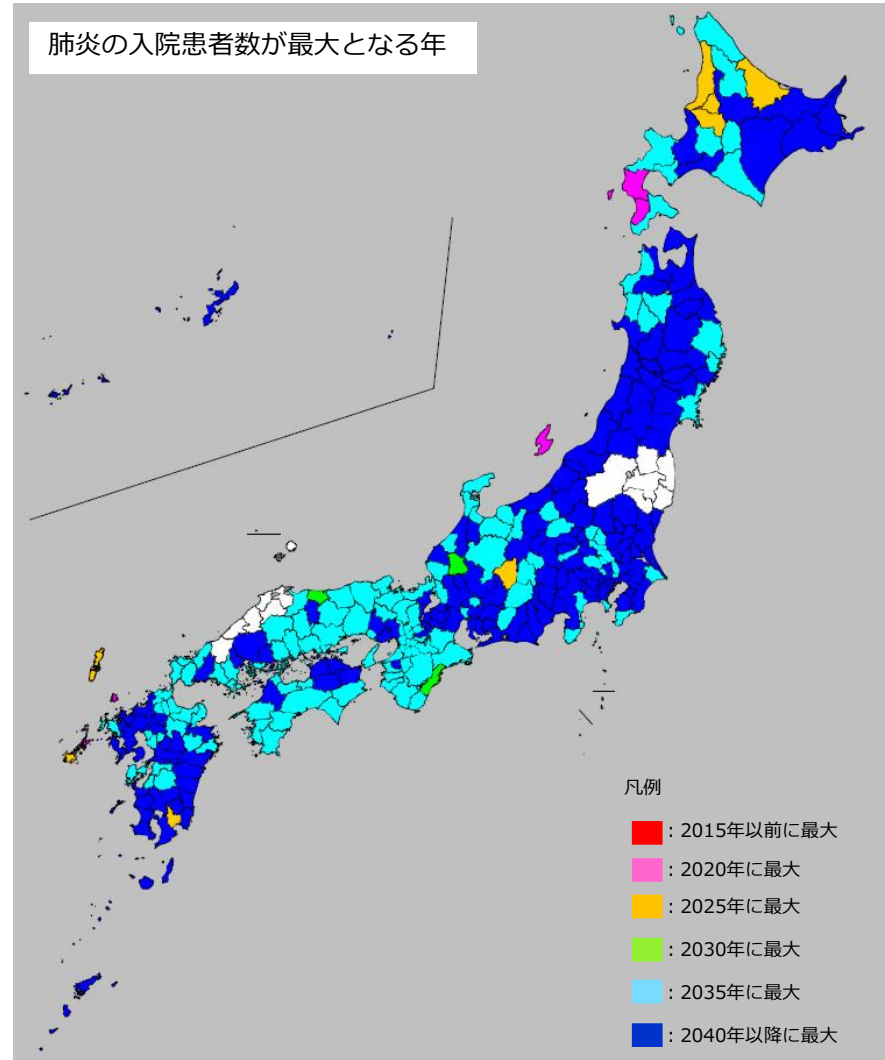 肺炎の入院患者数が最大となる年
凡例
：2015年以前に最大
：2020年に最大
：2025年に最大
：2030年に最大
：2035年に最大
：2040年以降に最大